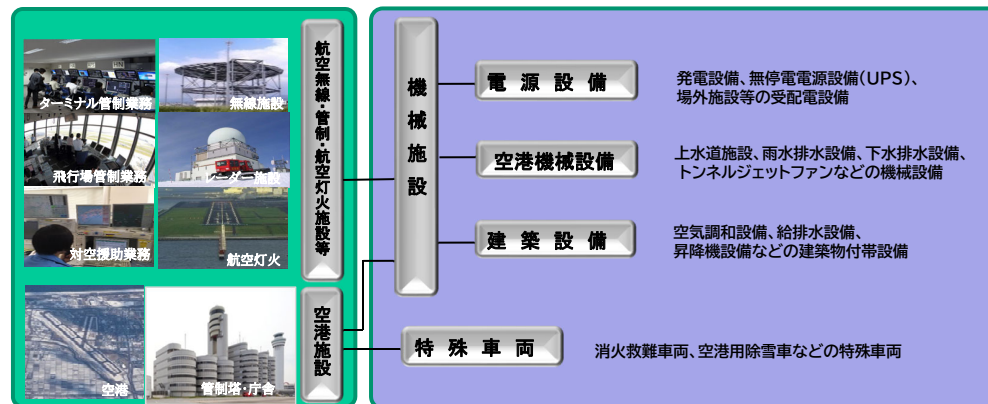 ターミナル管制業務
無線施設
飛行場管制業務
レーダー施設
対空援助業務
航空灯火
航空無線・管制・航空灯火施設等
空港
管制塔・庁舎
空港施設
機械施設
電源設備
発電設備、無停電電源設備(UPS)、
場外施設等の受配電設備
空港機械設備
上水道施設、雨水排水設備、下水排水設備、
トンネルジェットファンなどの機械設備
建築設備
空気調和設備、給排水設備、
昇降機設備などの建築物付帯設備
特殊車両
消火救難車両、空港用除雪車などの特殊車両